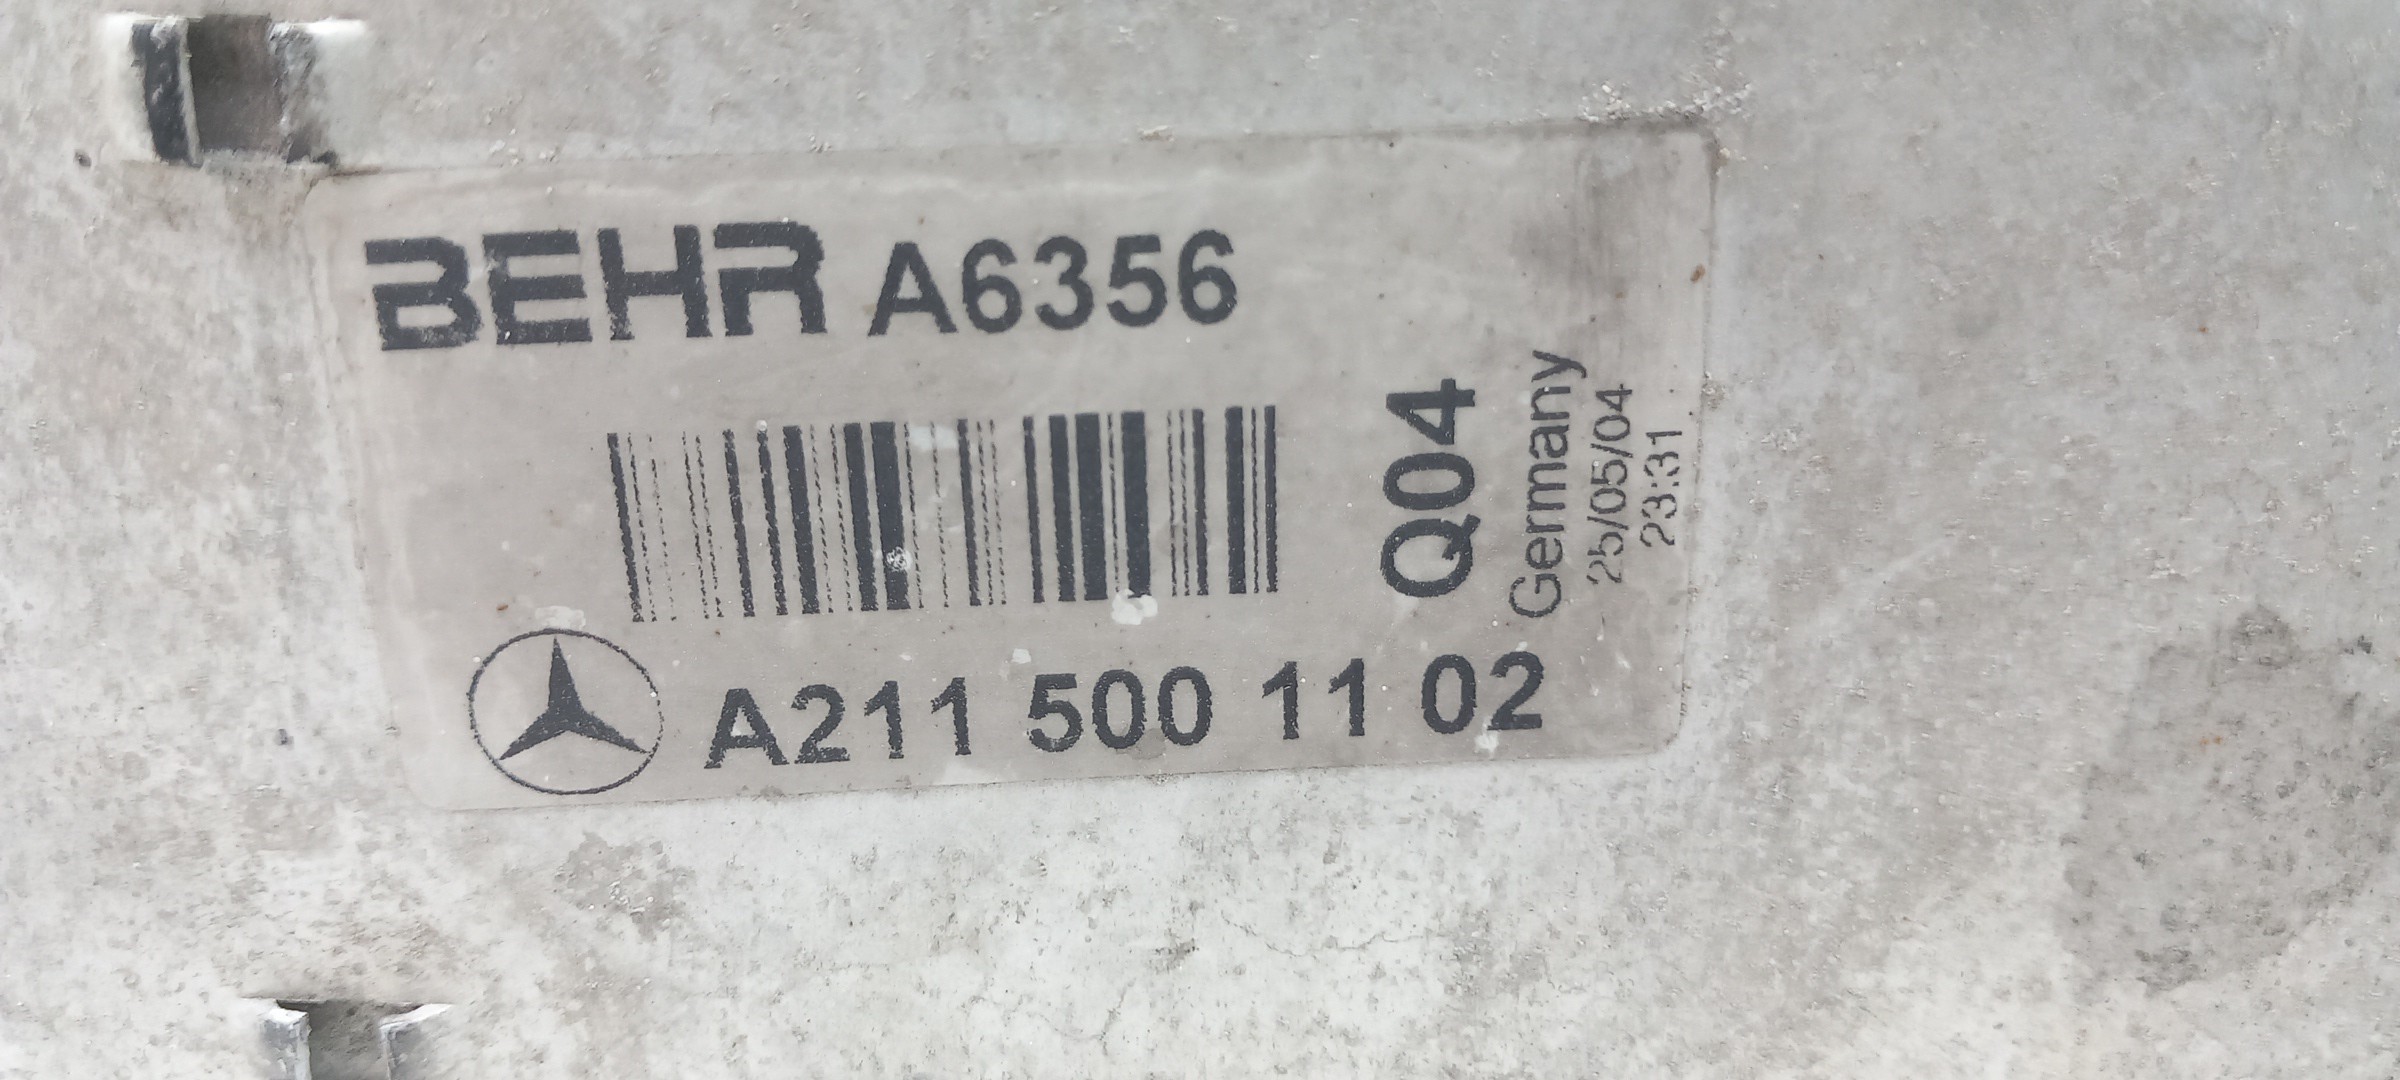 BEHR A6356
Q04
Germany
25/05/04
23:31
A211 500 11 02